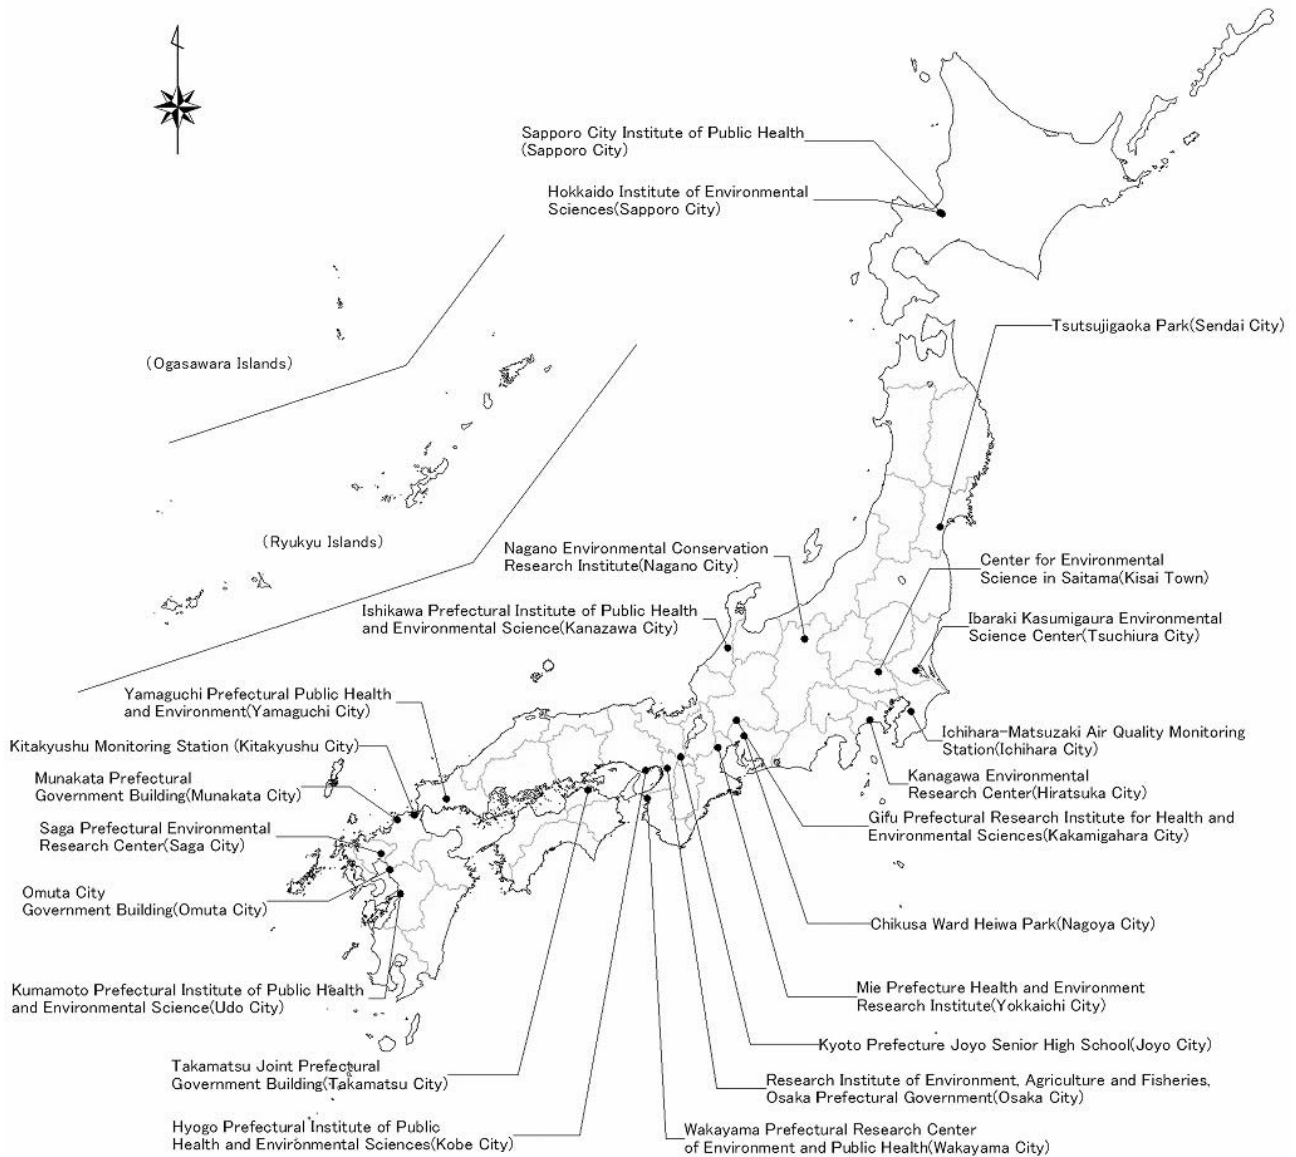 Sapporo City Institute of Public Health
(Sapporo City)
Hokkaido Institute of Environmental
Sciences(Sapporo City)
Tsutsujigaoka Park(Sendai City)
(Ogasawara Islands)
(Ryukyu Islands)
Nagano Environmental Conservation
Research Institute(Nagano City)
Center for Environmental
Science in Saitama(Kisai Town)
Ishikawa Prefectural Institute of Public Health
and Environmental Science(Kanazawa City)
Ibaraki Kasumigaura Environmental
Science Center(Tsuchiura City)
Yamaguchi Prefectural Public Health
and Environment(Yamaguchi City)
Ichihara-Matsuzaki Air Quality Monitoring
Station(Ichihara City)
Kitakyushu Monitoring Station (Kitakyushu City)
Munakata Prefectural
Government Building(Munakata City)
Kanagawa Environmental
Research Center(Hiratsuka City)
Saga Prefectural Environmental
Research Center(Saga City)
Gifu Prefectural Research Institute for Health and
Environmental Sciences(Kakamigahara City)
Omuta City
Government Building(Omuta City)
Chikusa Ward Heiwa Park(Nagoya City)
Kumamoto Prefectural Institute of Public Health
and Environmental Science(Udo City)
Mie Prefecture Health and Environment
Research Institute(Yokkaichi City)
Kyoto Prefecture Joyo Senior High School(Joyo City)
Takamatsu Joint Prefectural
Government Building(Takamatsu City)
Research Institute of Environment, Agriculture and Fisheries,
Osaka Prefectural Government(Osaka City)
Hyogo Prefectural Institute of Public
Health and Environmental Sciences(Kobe City)
Wakayama Prefectural Research Center
of Environment and Public Health(Wakayama City)